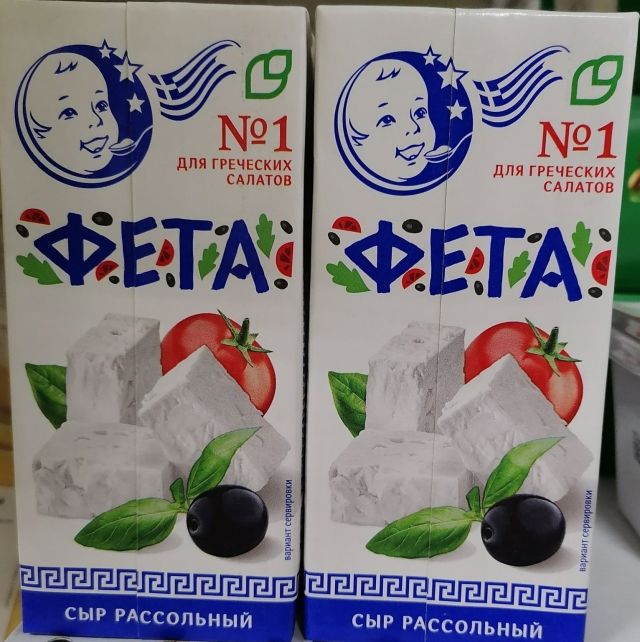 №1
ДЛЯ ГРЕЧЕСКИХ
САЛАТОВ
ФЕТА
вариант сервировки
СЫР РАССОЛЬНЫЙ
№1
ДЛЯ ГРЕЧЕСКИХ
САЛАТОВ
ФЕТА
вариант сервировки
СЫР РАССОЛЬНЫЙ